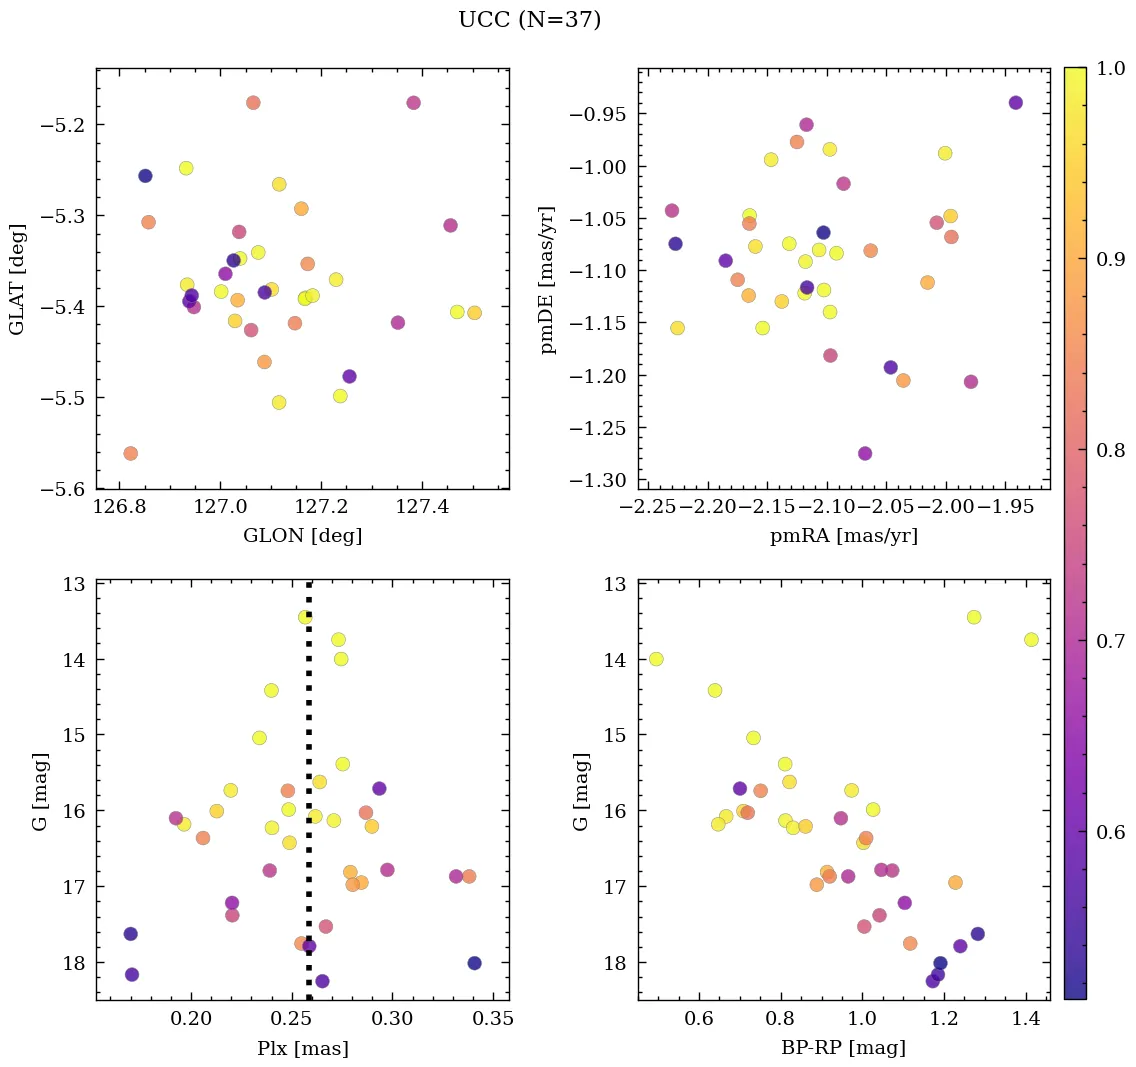 UCC (N=37)
−5.2
−5.3
−5.4
−5.5
−5.6
GLAT [deg]
126.8 127.0 127.2 127.4
GLON [deg]
−0.95
−1.00
−1.05
−1.10
−1.15
−1.20
−1.25
−1.30
pmDE [mas/yr]
−2.25 −2.20 −2.15 −2.10 −2.05 −2.00 −1.95
pmRA [mas/yr]
1.0
0.9
0.8
0.7
0.6
13
14
15
16
17
18
G [mag]
0.20 0.25 0.30 0.35
Plx [mas]
13
14
15
16
17
18
G [mag]
0.6 0.8 1.0 1.2 1.4
BP-RP [mag]